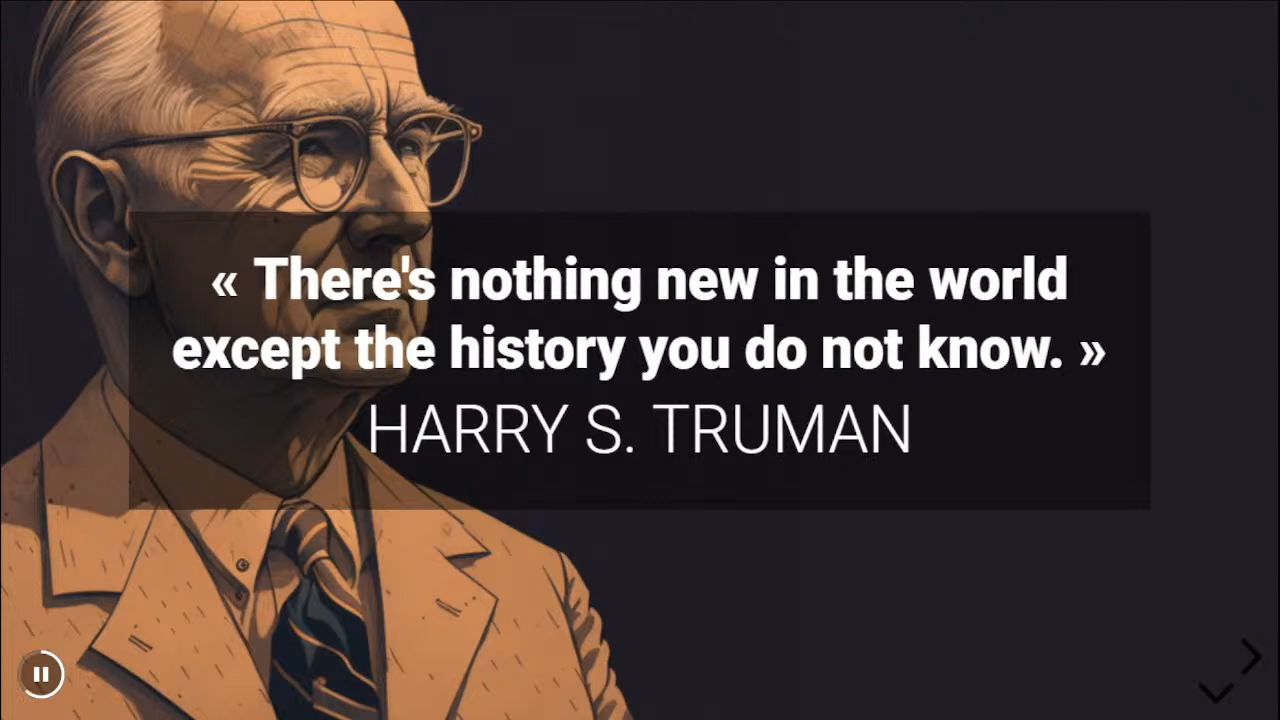 « There's nothing new in the world
except the history you do not know. »
HARRY S. TRUMAN